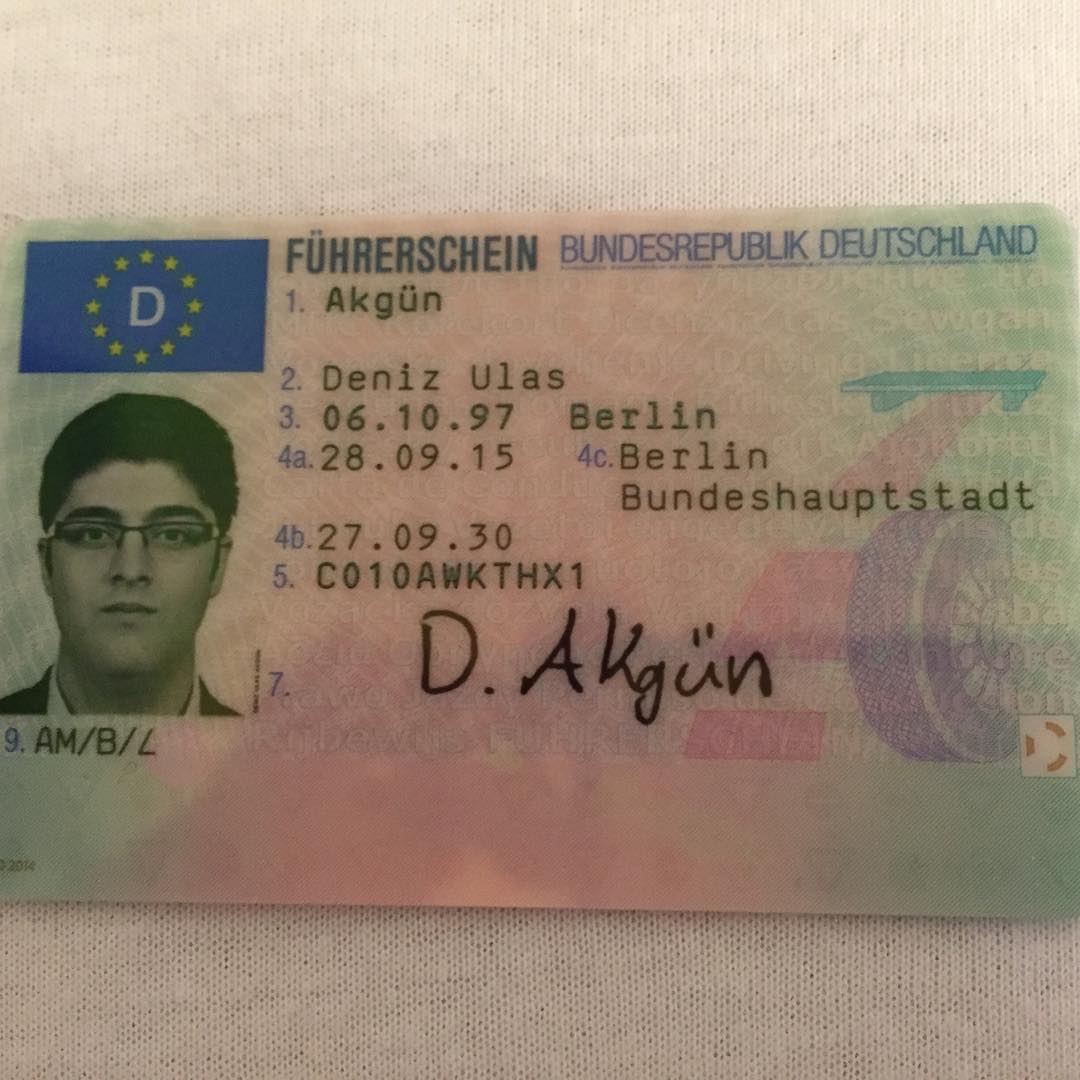 D
FÜHRERSCHEIN BUNDESREPUBLIK DEUTSCHLAND
1. Akgün
2. Deniz Ulas
3. 06.10.97 Berlin
4a. 28.09.15 4c. Berlin
Bundeshauptstadt
4b. 27.09.30
5. C010AWKTHX1
7. D. Akgün
9. AM/B/L